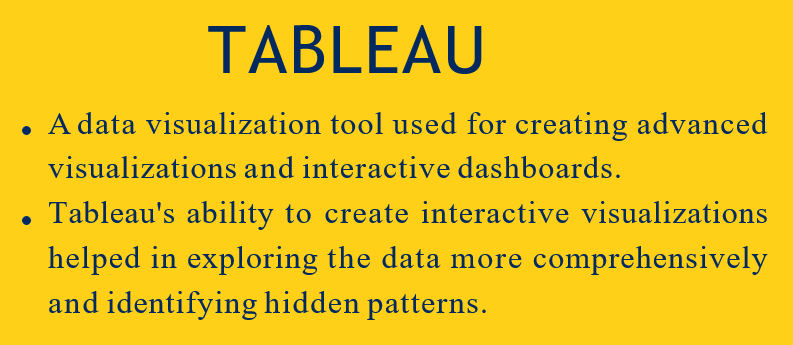 TABLEAU
• A data visualization tool used for creating advanced
visualizations and interactive dashboards.
• Tableau's ability to create interactive visualizations
helped in exploring the data more comprehensively
and identifying hidden patterns.